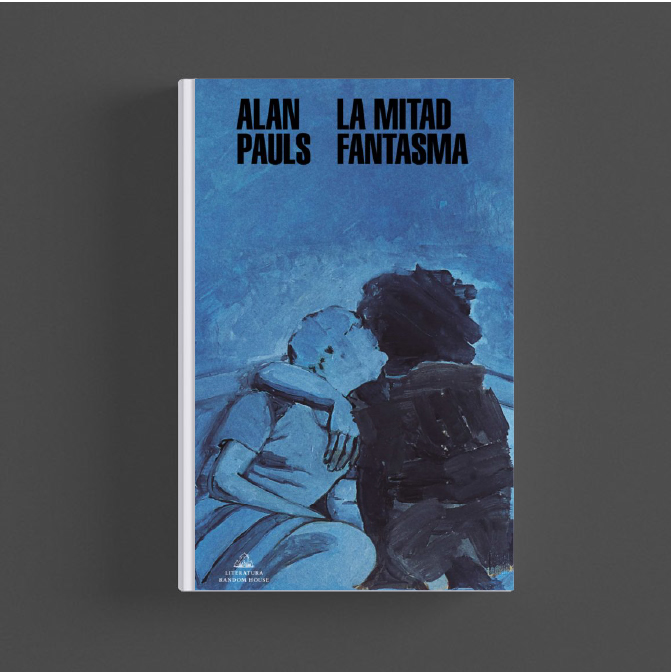 ALAN
PAULS
LA MITAD
FANTASMA
LITERATURA
RANDOM HOUSE